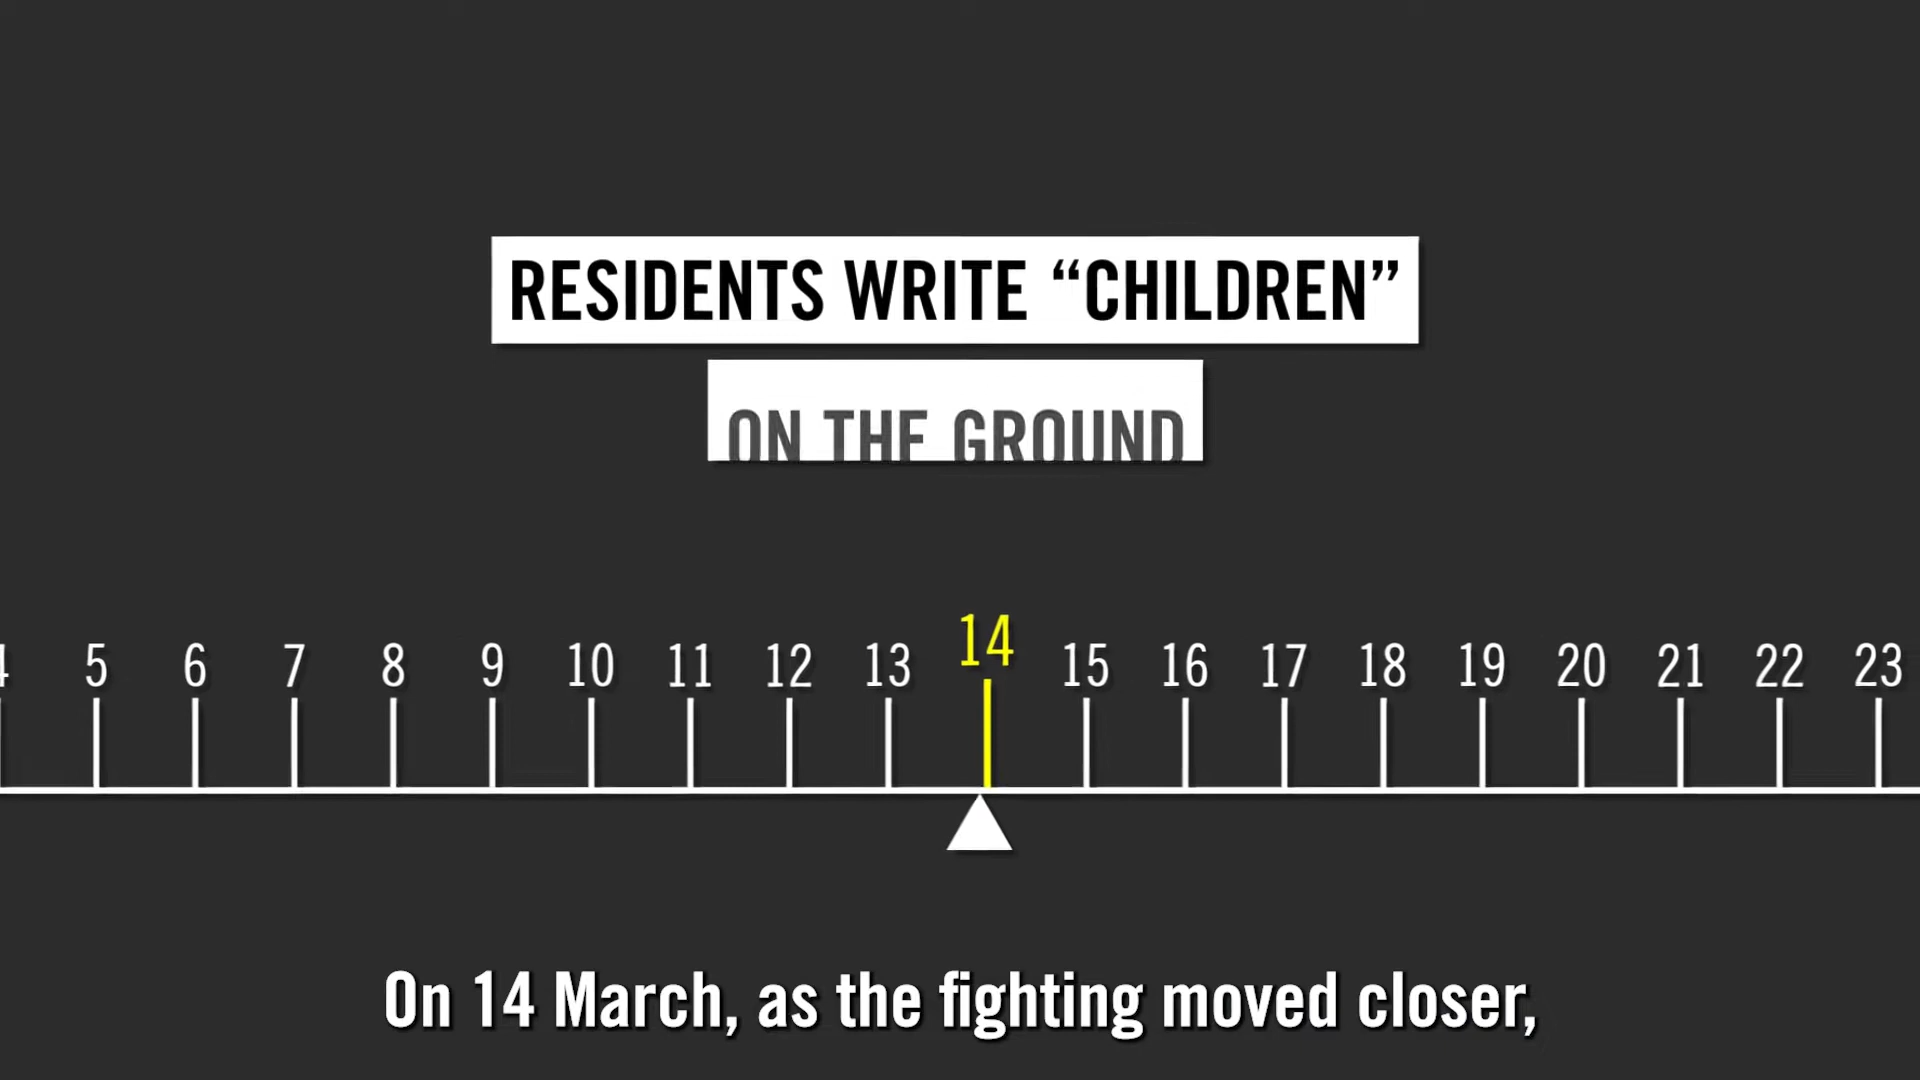 RESIDENTS WRITE “CHILDREN”
ON THE GROUND
4 5 6 7 8 9 10 11 12 13 14 15 16 17 18 19 20 21 22 23
On 14 March, as the fighting moved closer,